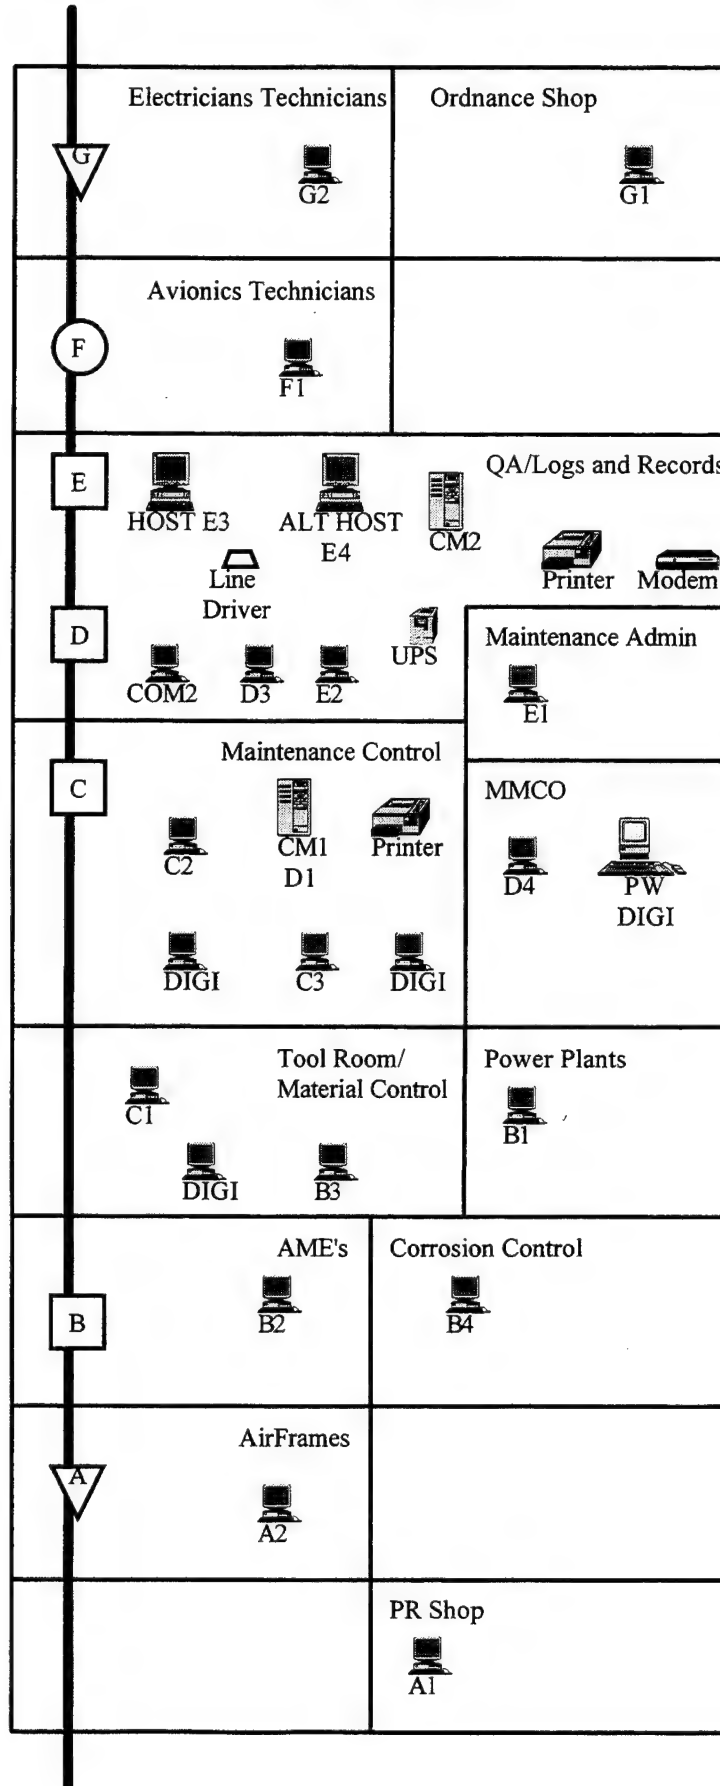 Electricians Technicians
Ordnance Shop
G
G2
G1
Avionics Technicians
F
F1
E
HOST E3
ALT HOST
E4
CM2
QA/Logs and Records
Printer
Modem
Line
Driver
D
COM2
D3
E2
UPS
Maintenance Admin
E1
Maintenance Control
C
C2
CM1
D1
Printer
MMCO
D4
PW
DIGI
DIGI
C3
DIGI
Tool Room/
Material Control
C1
DIGI
B3
Power Plants
B1
AME's
Corrosion Control
B
B2
B4
AirFrames
A
A2
PR Shop
A1